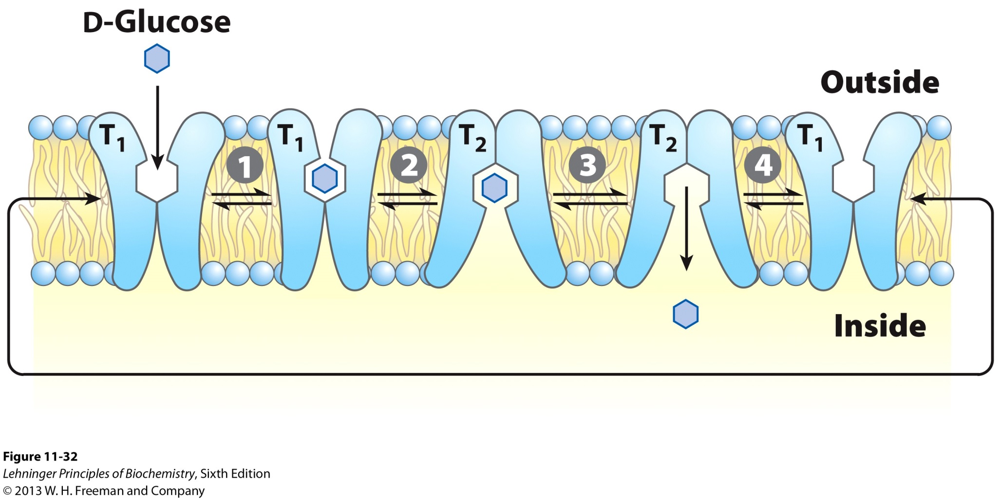 D-Glucose
Outside
T1
T1
T2
T2
T1
1
2
3
4
Inside
Figure 11-32
Lehninger Principles of Biochemistry, Sixth Edition
© 2013 W. H. Freeman and Company